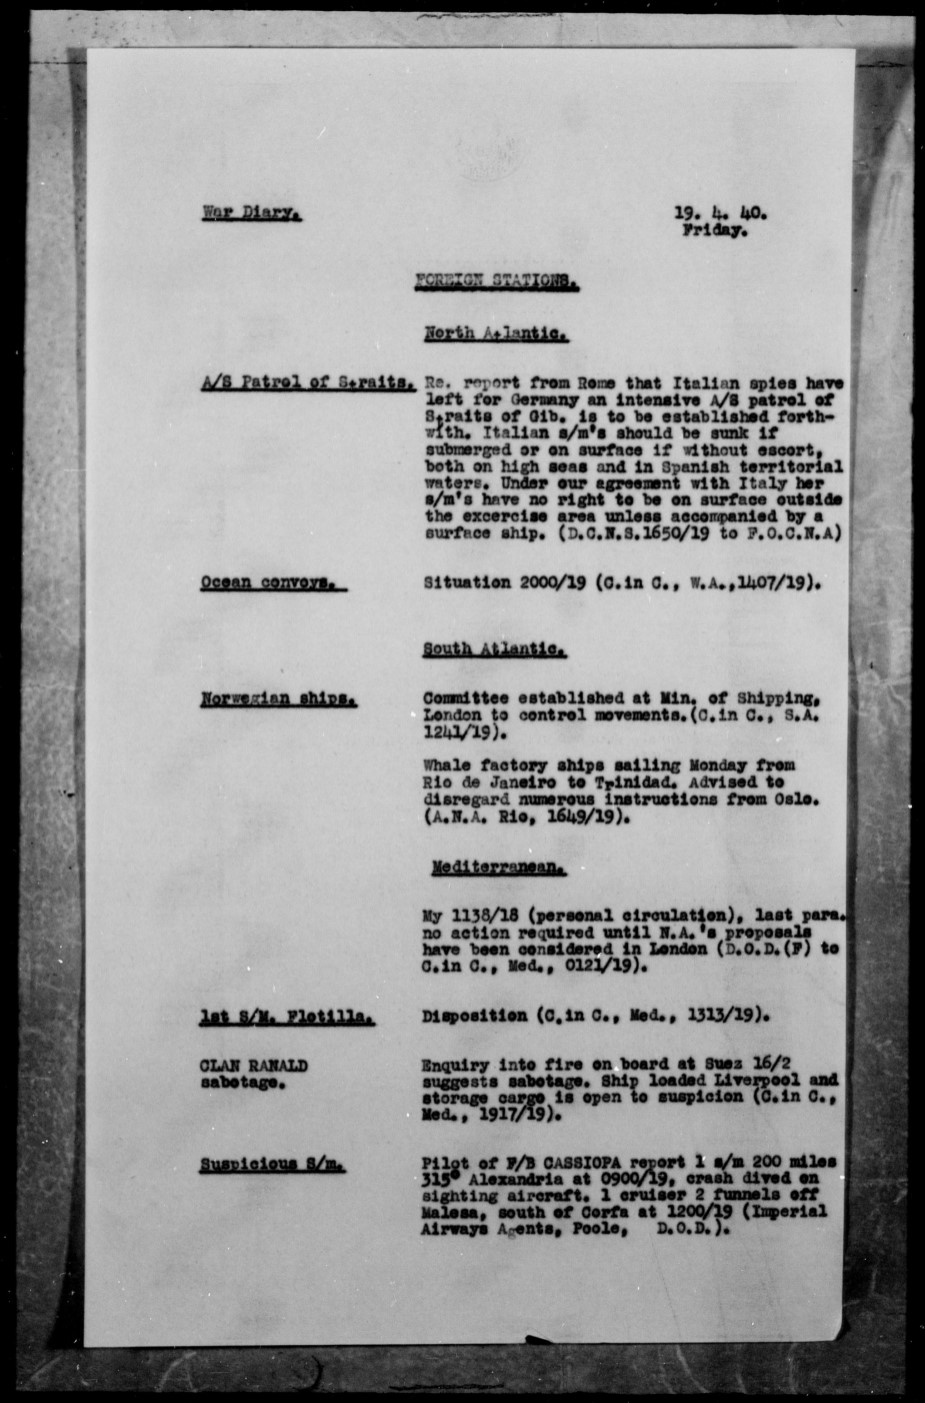 War Diary.
19. 4. 40.
Friday.
FOREIGN STATIONS.
North Atlantic.
A/S Patrol of Straits. Re. report from Rome that Italian spies have
left for Germany an intensive A/S patrol of
Straits of Gib. is to be established forth-
with. Italian s/m's should be sunk if
submerged or on surface if without escort,
both on high seas and in Spanish territorial
waters. Under our agreement with Italy her
s/m's have no right to be on surface outside
the excercise area unless accompanied by a
surface ship. (D.C.N.S.1650/19 to F.O.C.N.A)
Ocean convoys. Situation 2000/19 (C.in C., W.A.,1407/19).
South Atlantic.
Norwegian ships. Committee established at Min. of Shipping,
London to control movements.(C.in C., S.A.
1241/19).
Whale factory ships sailing Monday from
Rio de Janeiro to Trinidad. Advised to
disregard numerous instructions from Oslo.
(A.N.A. Rio, 1649/19).
Mediterranean.
My 1138/18 (personal circulation), last para.
no action required until N.A.'s proposals
have been considered in London (D.O.D.(F) to
C.in C., Med., 0121/19).
1st S/M. Flotilla. Disposition (C.in C., Med., 1313/19).
CLAN RANALD Enquiry into fire on board at Suez 16/2
sabotage. suggests sabotage. Ship loaded Liverpool and
storage cargo is open to suspicion (C.in C.,
Med., 1917/19).
Suspicious S/m. Pilot of F/B CASSIOPA report 1 s/m 200 miles
315° Alexandria at 0900/19, crash dived on
sighting aircraft. 1 cruiser 2 funnels off
Malesa, south of Corfa at 1200/19 (Imperial
Airways Agents, Poole, D.O.D.).